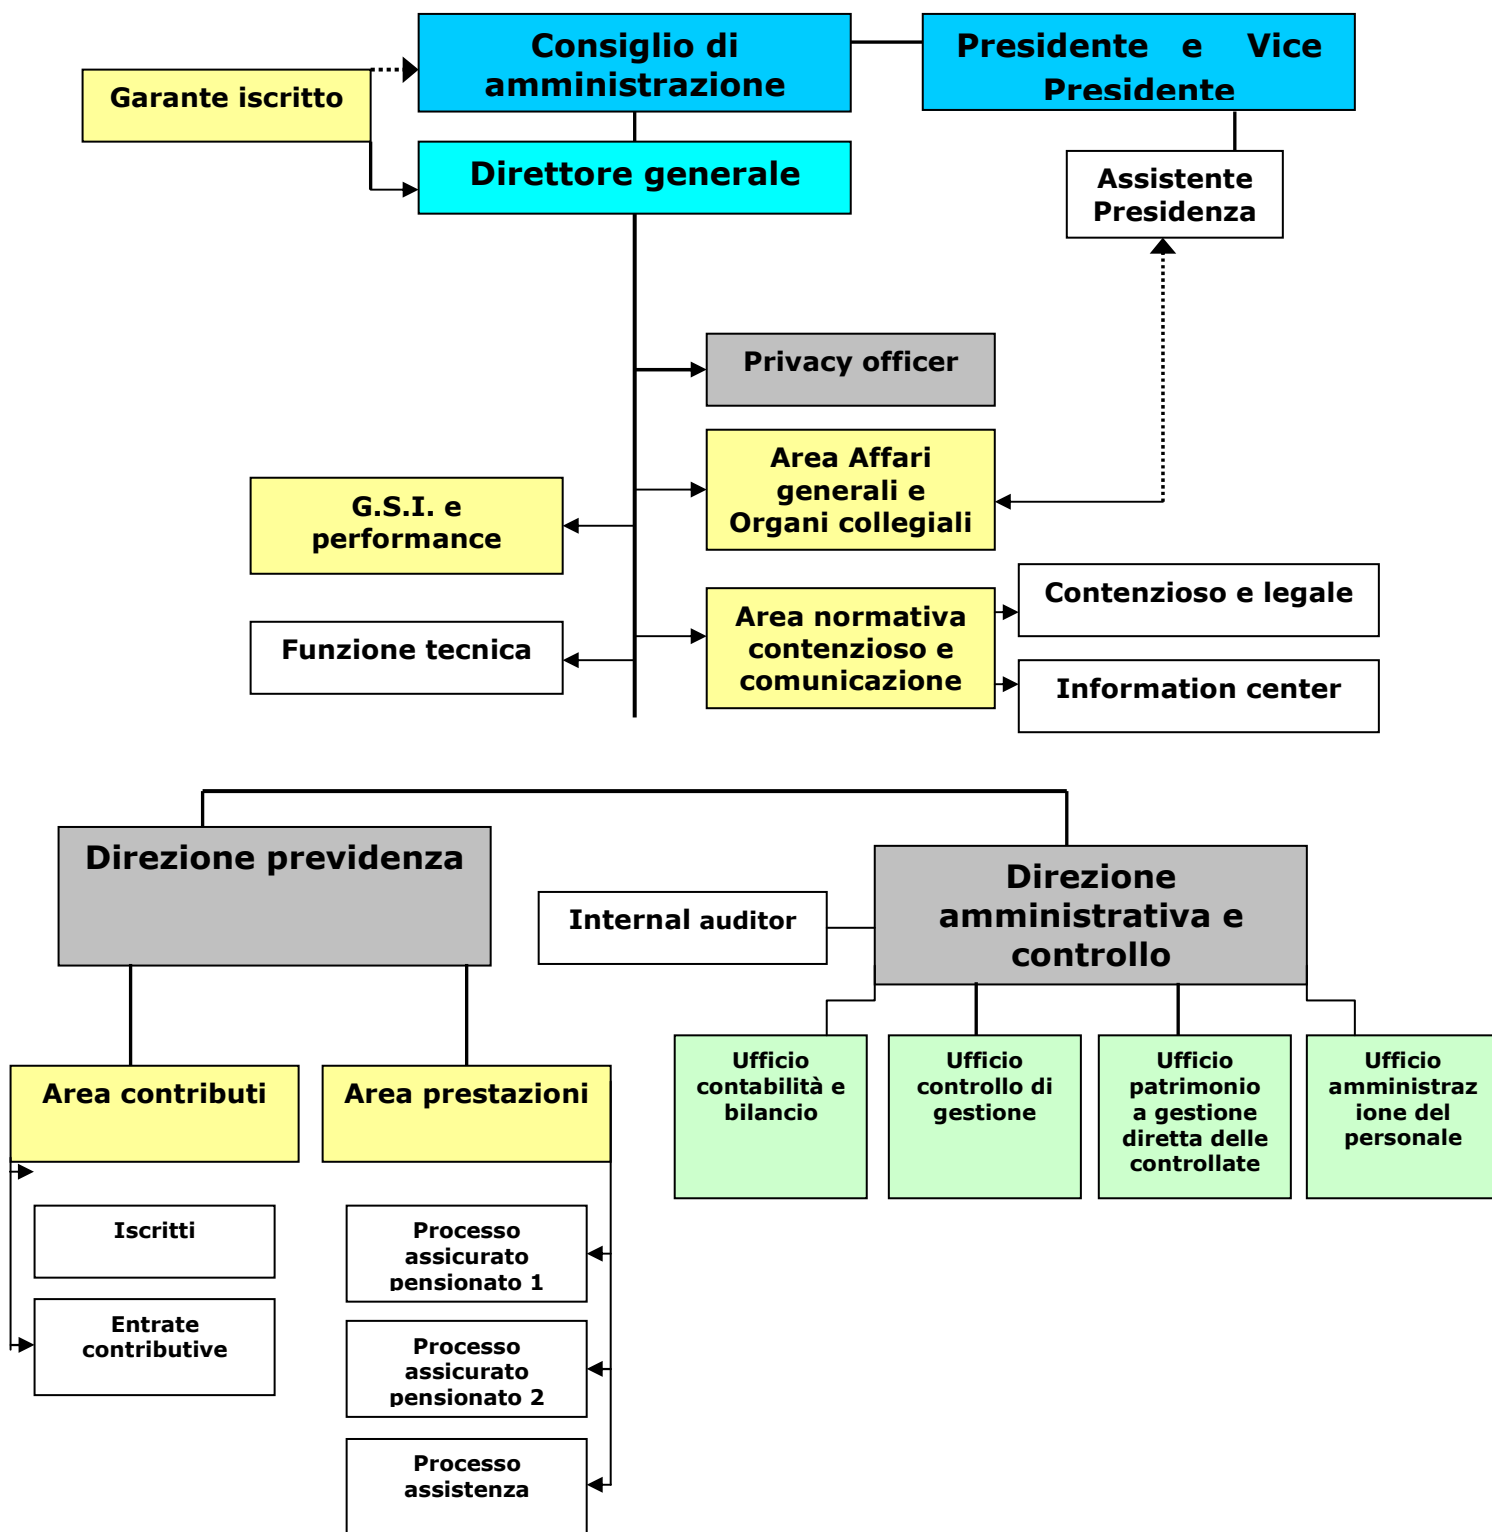 Consiglio di
amministrazione
Presidente e Vice
Presidente
Garante iscritto
Direttore generale
Assistente
Presidenza
Privacy officer
Area Affari
generali e
Organi collegiali
G.S.I. e
performance
Contenzioso e legale
Area normativa
contenzioso e
comunicazione
Funzione tecnica
Information center
Direzione previdenza
Direzione
amministrativa e
controllo
Internal auditor
Area contributi
Area prestazioni
Ufficio
contabilità e
bilancio
Ufficio
controllo di
gestione
Ufficio
patrimonio
a gestione
diretta delle
controllate
Ufficio
amministraz
ione del
personale
Iscritti
Entrate
contributive
Processo
assicurato
pensionato 1
Processo
assicurato
pensionato 2
Processo
assistenza